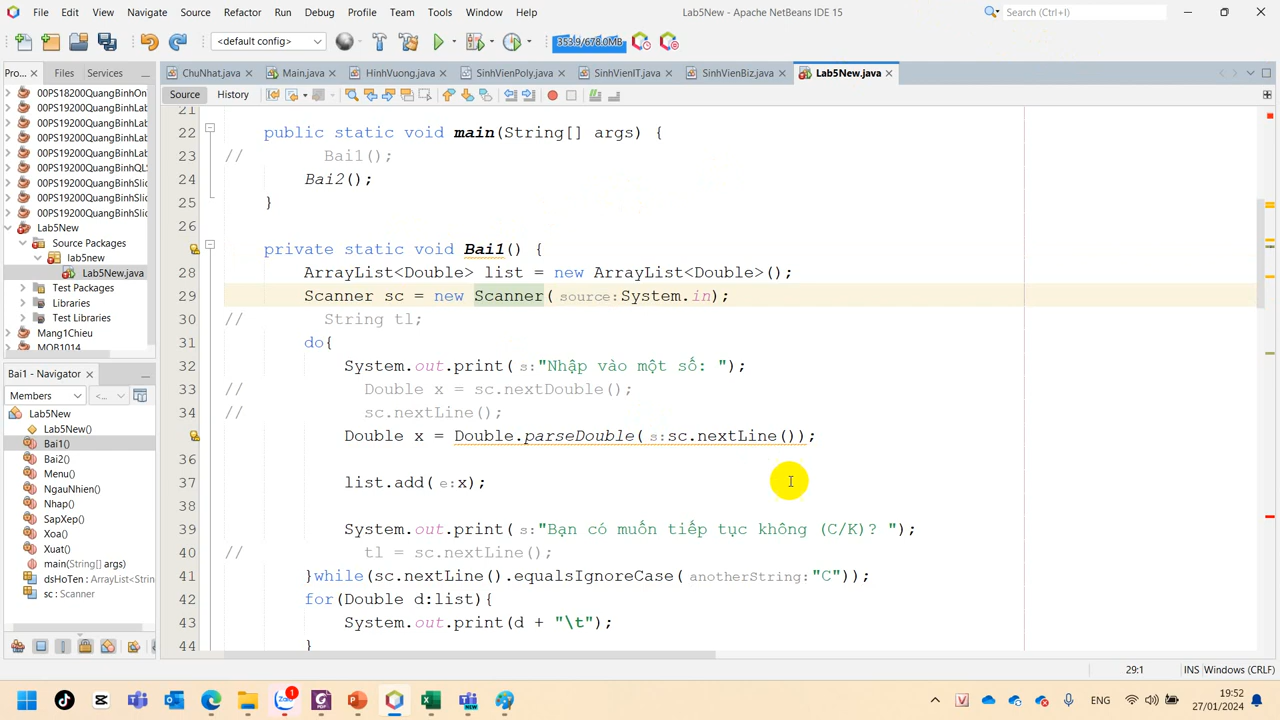 File Edit View Navigate Source Refactor Run Debug Profile Team Tools Window Help
Lab5New - Apache NetBeans IDE 15
Search (Ctrl+I)
<default config>
353.9/678.0MB
Pro... Files Services
ChuNhat.java Main.java HinhVuong.java SinhVienPoly.java SinhVienIT.java SinhVienBiz.java Lab5New.java
Source History
00PS18200QuangBinhOn
00PS19200QuangBinhLab
00PS19200QuangBinhLab
00PS19200QuangBinhLab
00PS19200QuangBinhLab
00PS19200QuangBinhQL
00PS19200QuangBinhSlic
00PS19200QuangBinhSlic
00PS19200QuangBinhSlic
Lab5New
Source Packages
lab5new
Lab5New.java
Test Packages
Libraries
Test Libraries
Mang1Chieu
MOB1014
Bai1 - Navigator
Members
Lab5New
Lab5New()
Bai1()
Bai2()
Menu()
NgauNhien()
Nhap()
SapXep()
Xoa()
Xuat()
main(String[] args)
dsHoTen : ArrayList<String
sc : Scanner
21
22 public static void main(String[] args) {
23 // Bai1();
24 Bai2();
25 }
26
private static void Bai1() {
28 ArrayList<Double> list = new ArrayList<Double>();
29 Scanner sc = new Scanner( source: System.in);
30 // String tl;
31 do{
32 System.out.print( s: "Nhập vào một số: ");
33 // Double x = sc.nextDouble();
34 // sc.nextLine();
Double x = Double.parseDouble( s: sc.nextLine());
36
37 list.add( e: x);
38
39 System.out.print( s: "Bạn có muốn tiếp tục không (C/K)? ");
40 // tl = sc.nextLine();
41 }while(sc.nextLine().equalsIgnoreCase( anotherString: "C"));
42 for(Double d:list){
43 System.out.print(d + "\t");
44 }
29:1 INS Windows (CRLF)
Zalo 1
ENG
19:52
27/01/2024